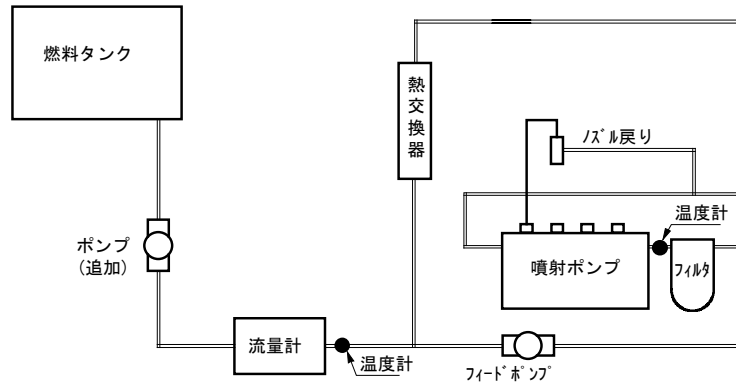 燃料タンク
熱交換器
ﾉｽﾞﾙ戻り
温度計
ポンプ
(追加)
噴射ポンプ
ﾌｨﾙﾀ
流量計
温度計
ﾌｨｰﾄﾞﾎﾟﾝﾌﾟ